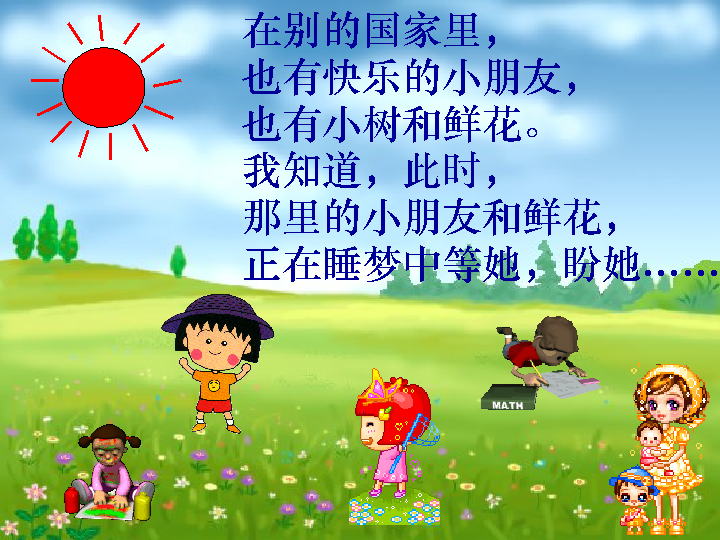 在别的国家里，
也有快乐的小朋友，
也有小树和鲜花。
我知道，此时，
那里的小朋友和鲜花，
正在睡梦中等她，盼她……
MATH